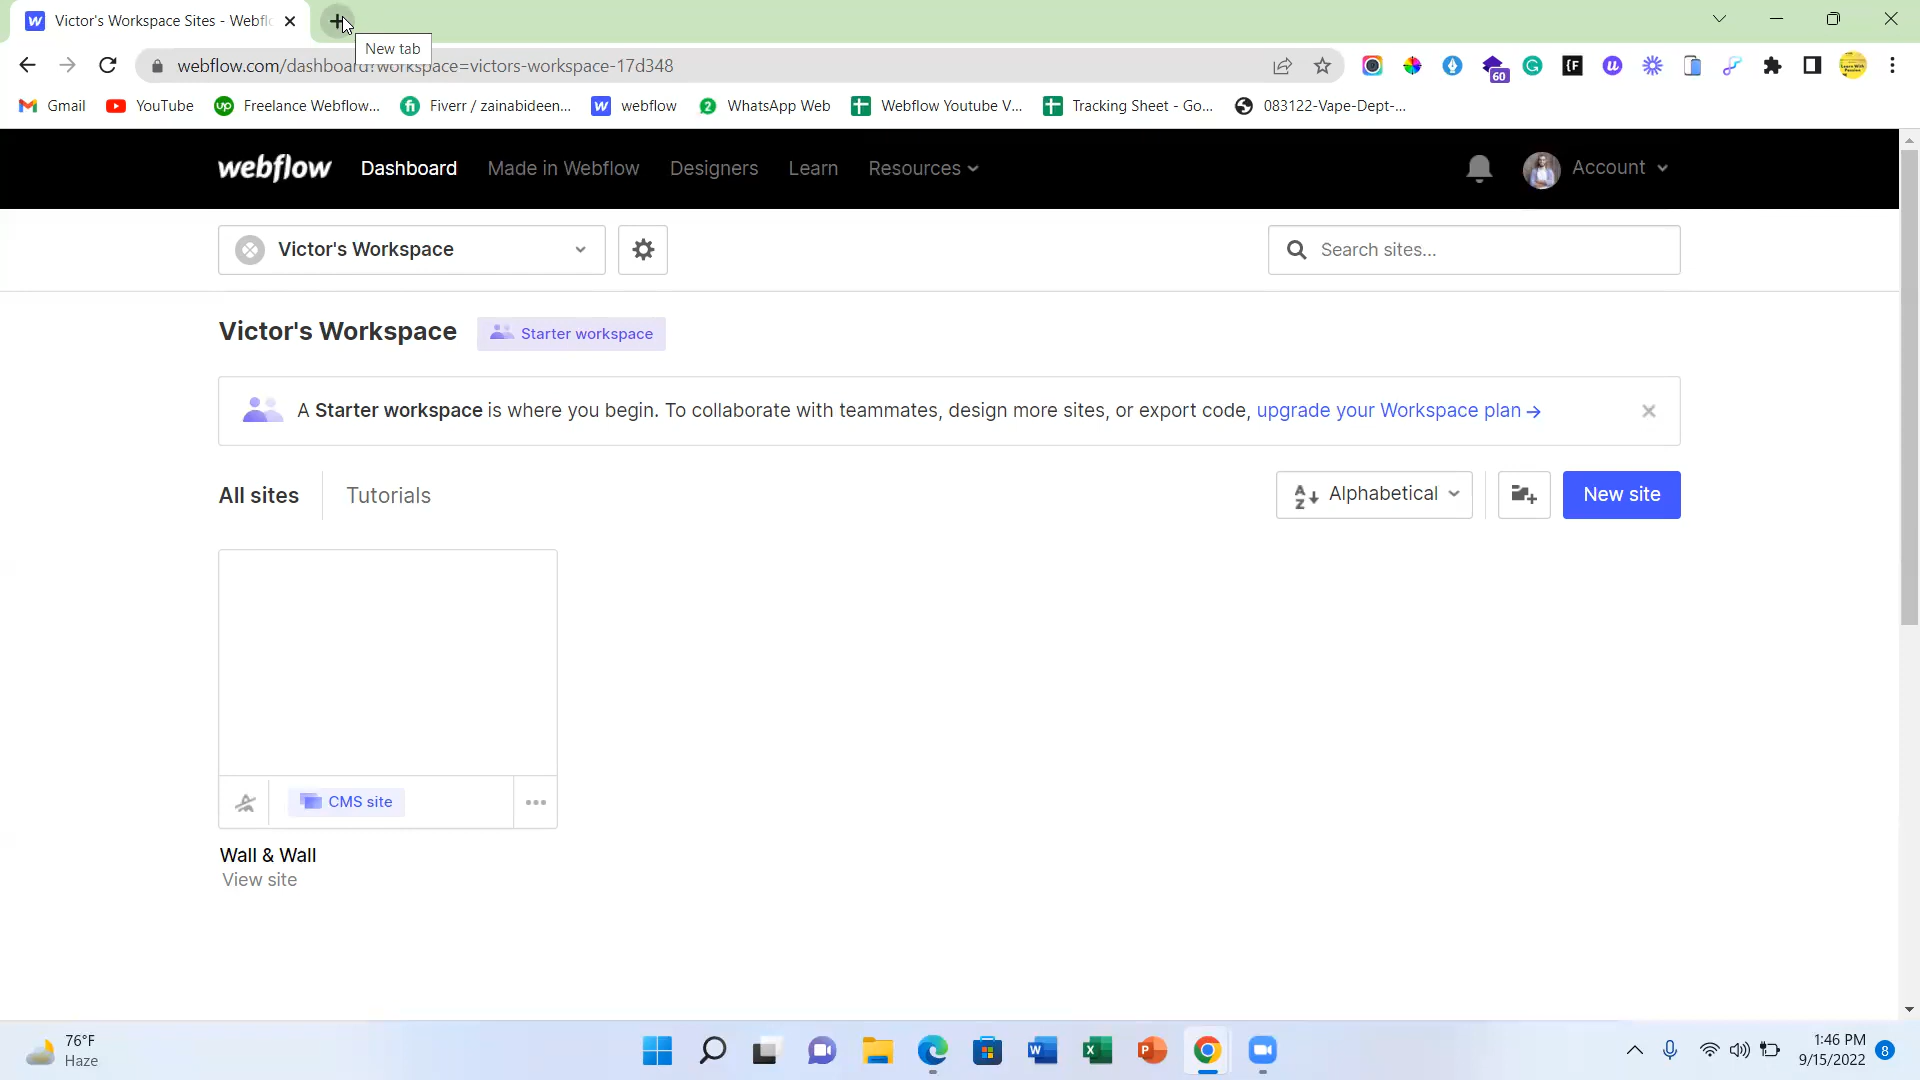 Victor's Workspace Sites - Webflo
New tab
webflow.com/dashboard?workspace=victors-workspace-17d348
60
Gmail YouTube Freelance Webflow... Fiverr / zainabideen... webflow WhatsApp Web Webflow Youtube V... Tracking Sheet - Go... 083122-Vape-Dept-...
webflow Dashboard Made in Webflow Designers Learn Resources Account
Victor's Workspace Search sites...
Victor's Workspace Starter workspace
A Starter workspace is where you begin. To collaborate with teammates, design more sites, or export code, upgrade your Workspace plan →
All sites Tutorials Alphabetical New site
CMS site
Wall & Wall
View site
76°F
Haze
1:46 PM
9/15/2022 8